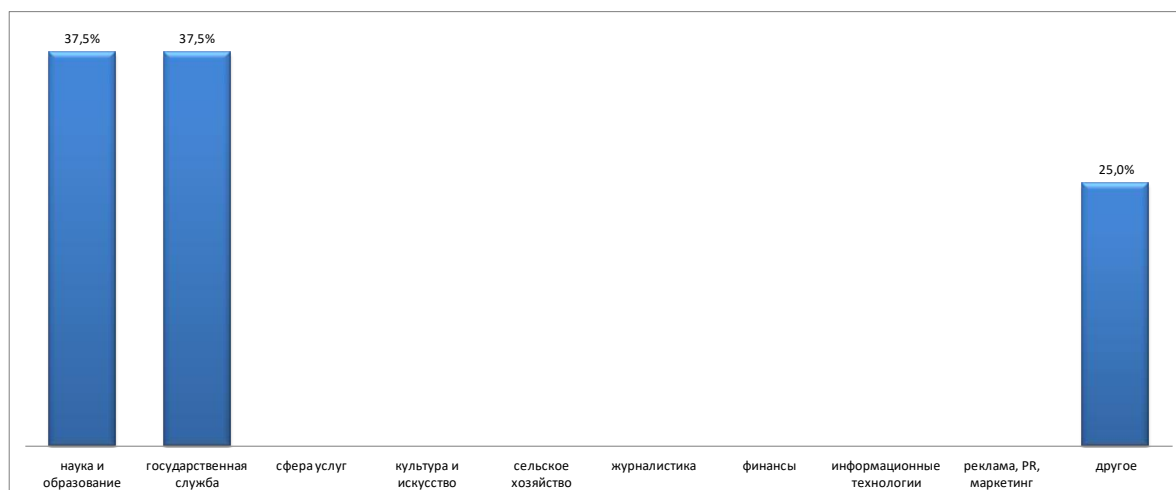 37,5%
37,5%
25,0%
наука и
образование
государственная
служба
сфера услуг
культура и
искусство
сельское
хозяйство
журналистика
финансы
информационные
технологии
реклама, PR,
маркетинг
другое